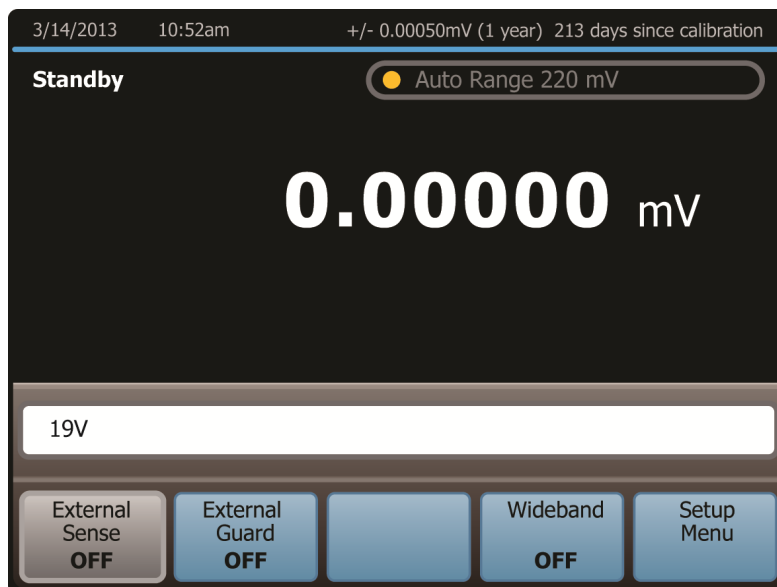 3/14/2013 10:52am +/- 0.00050mV (1 year) 213 days since calibration
Standby Auto Range 220 mV
0.00000 mV
19V
External Sense OFF
External Guard OFF
Wideband OFF
Setup Menu